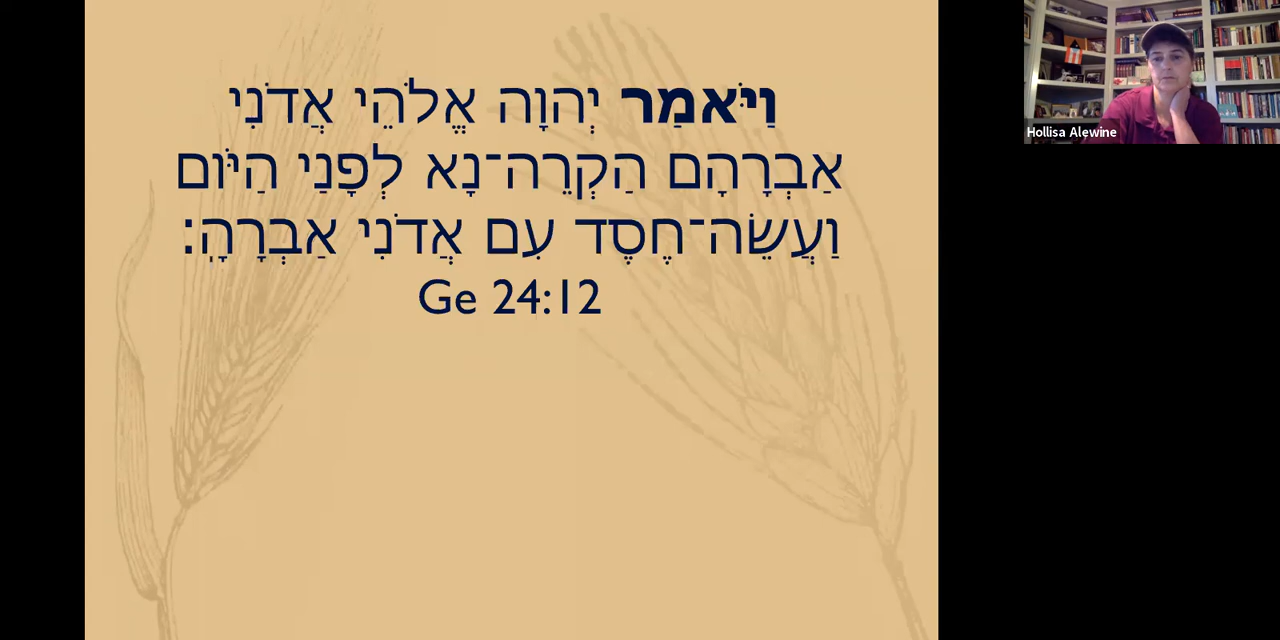 וַיֹּאמַר יְהוָה אֱלֹהֵי אֲדֹנִי
אַבְרָהָם הַקְרֵה־נָא לְפָנַי הַיּוֹם
וַעֲשֵׂה־חֶסֶד עִם אֲדֹנִי אַבְרָהָֽ׃
Ge 24:12
Hollisa Alewine